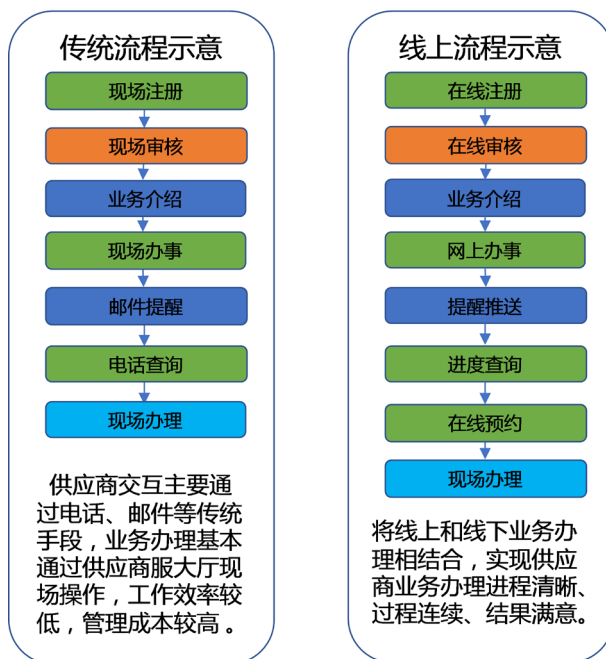 传统流程示意
现场注册
现场审核
业务介绍
现场办事
邮件提醒
电话查询
现场办理
供应商交互主要通
过电话、邮件等传统
手段，业务办理基本
通过供应商服大厅现
场操作，工作效率较
低，管理成本较高。
线上流程示意
在线注册
在线审核
业务介绍
网上办事
提醒推送
进度查询
在线预约
现场办理
将线上和线下业务办
理相结合，实现供应
商业务办理进程清晰、
过程连续、结果满意。